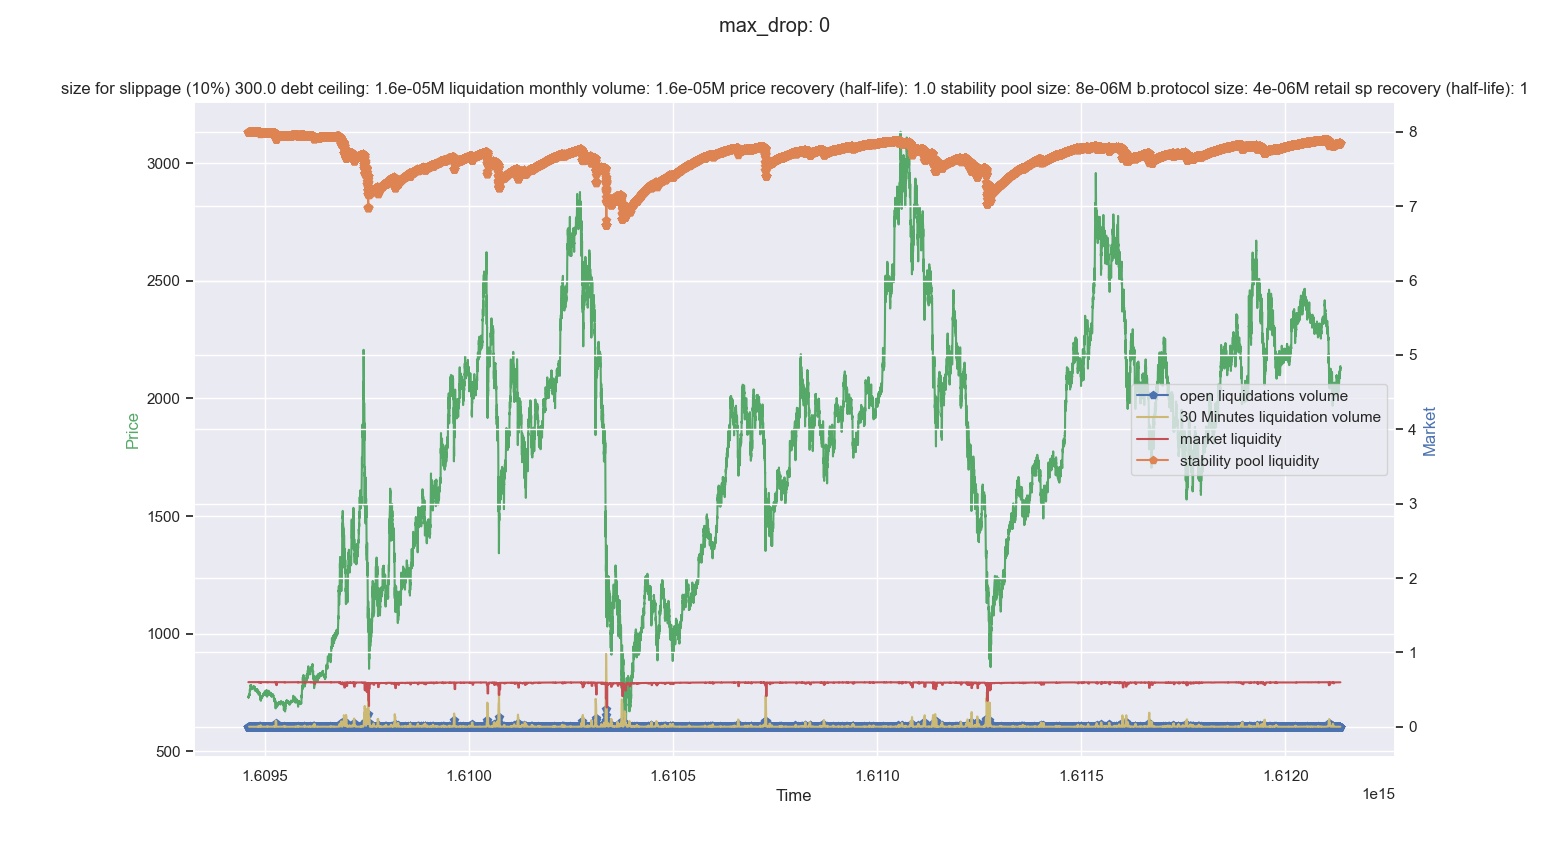 max_drop: 0
size for slippage (10%) 300.0 debt ceiling: 1.6e-05M liquidation monthly volume: 1.6e-05M price recovery (half-life): 1.0 stability pool size: 8e-06M b.protocol size: 4e-06M retail sp recovery (half-life): 1
3000
2500
2000
1500
1000
500
Price
8
7
6
5
4
3
2
1
0
Market
open liquidations volume
30 Minutes liquidation volume
market liquidity
stability pool liquidity
1.6095 1.6100 1.6105 1.6110 1.6115 1.6120
Time
1e15